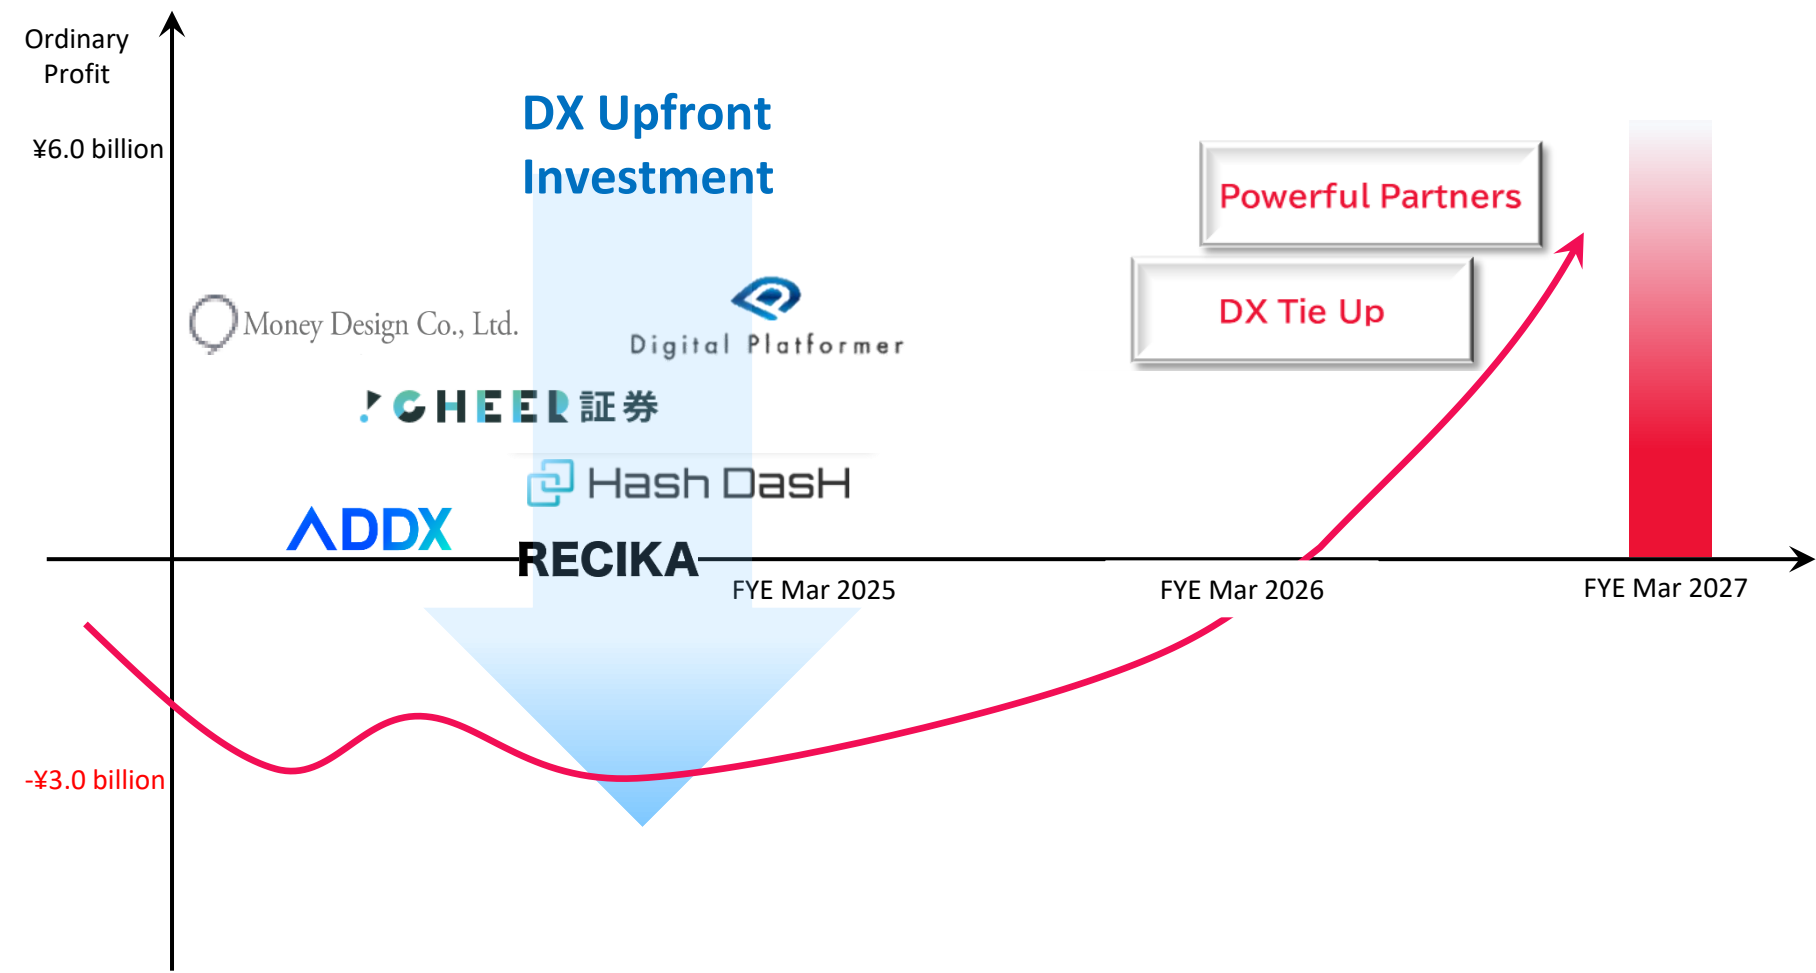 Ordinary
Profit
¥6.0 billion
DX Upfront
Investment
Powerful Partners
DX Tie Up
Money Design Co., Ltd.
Digital Platformer
CHEER証券
Hash DasH
ADDX
RECIKA
FYE Mar 2025
FYE Mar 2026
FYE Mar 2027
-¥3.0 billion